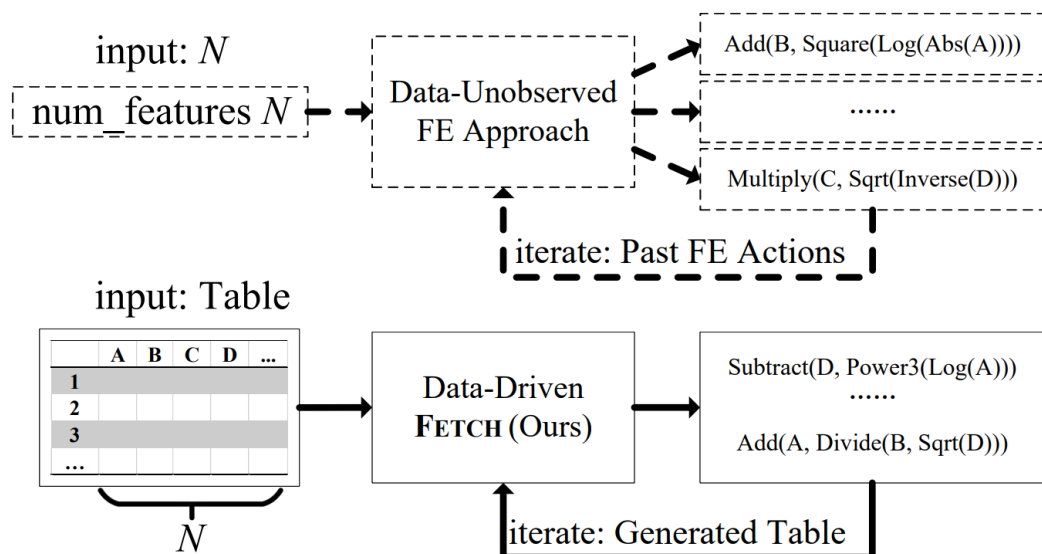 input: N
num_features N
Data-Unobserved
FE Approach
Add(B, Square(Log(Abs(A))))
......
Multiply(C, Sqrt(Inverse(D)))
iterate: Past FE Actions
input: Table
A B C D ...
1
2
3
...
N
Data-Driven
FETCH (Ours)
Subtract(D, Power3(Log(A)))
......
Add(A, Divide(B, Sqrt(D)))
iterate: Generated Table